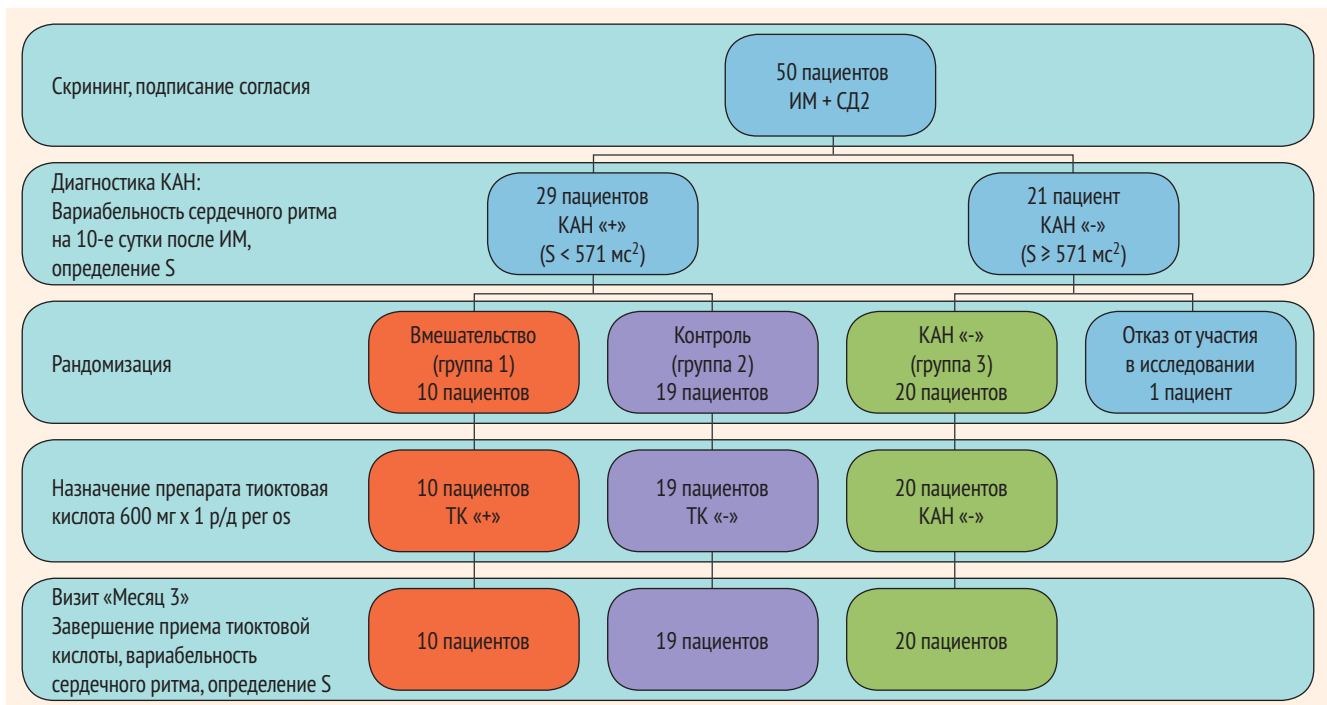 Скрининг, подписание согласия
50 пациентов
ИМ + СД2
Диагностика КАН:
Вариабельность сердечного ритма
на 10-е сутки после ИМ,
определение S
29 пациентов
КАН «+»
(S < 571 мс²)
21 пациент
КАН «-»
(S ⩾ 571 мс²)
Рандомизация
Вмешательство
(группа 1)
10 пациентов
Контроль
(группа 2)
19 пациентов
КАН «-»
(группа 3)
20 пациентов
Отказ от участия
в исследовании
1 пациент
Назначение препарата тиоктовая
кислота 600 мг x 1 р/д per os
10 пациентов
ТК «+»
19 пациентов
ТК «-»
20 пациентов
КАН «-»
Визит «Месяц 3»
Завершение приема тиоктовой
кислоты, вариабельность
сердечного ритма, определение S
10 пациентов
19 пациентов
20 пациентов